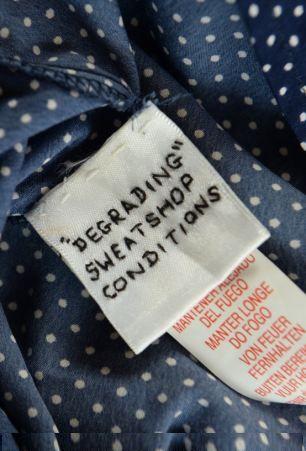 "DEGRADING"
SWEATSHOP
CONDITIONS
MANTENER ALEJADO
DEL FUEGO
MANTER LONGE
DO FOGO
VON FEUER
FERNHALTEN